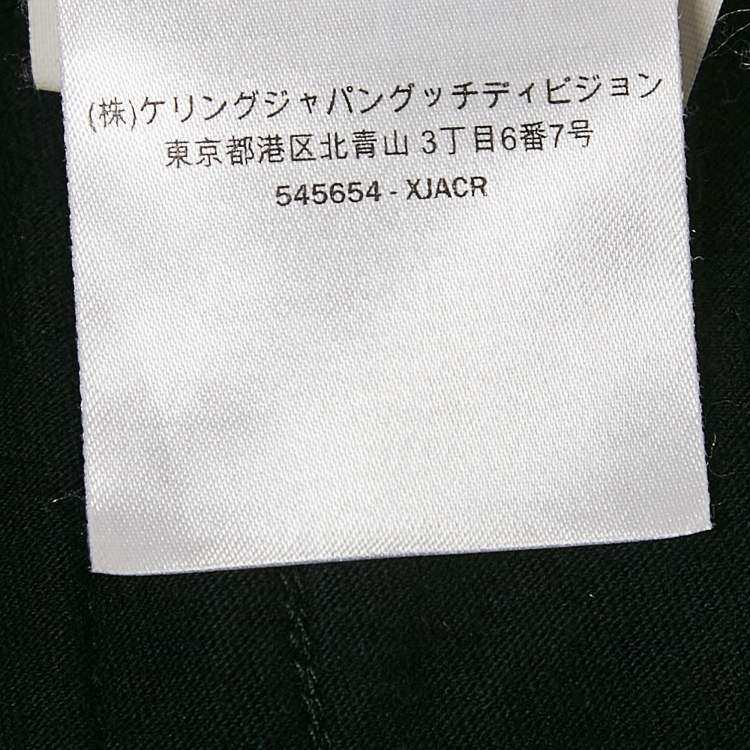 (株)ケリングジャパングッチディビジョン
東京都港区北青山 3丁目6番7号
545654 - XJACR